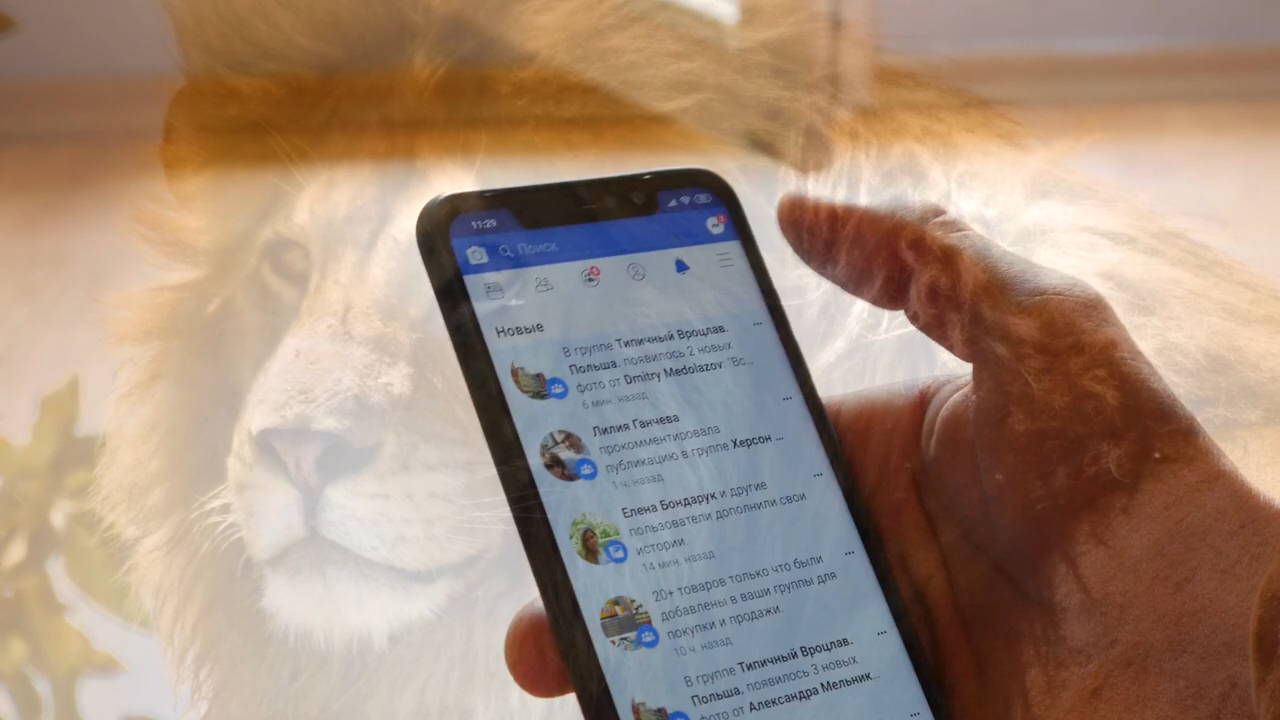 11:29
Поиск
Новые
В группе Типичный Вроцлав.
Польша. появилось 2 новых
фото от Dmitry Medolazov: "Вс...
6 мин. назад
Лилия Ганчева
прокомментировала
публикацию в группе Херсон ...
1 ч. назад
Елена Бондарук и другие
пользователи дополнили свои
истории.
14 мин. назад
20+ товаров только что были
добавлены в ваши группы для
покупки и продажи.
10 ч. назад
В группе Типичный Вроцлав.
Польша. появилось 3 новых
фото от Александра Мельник...